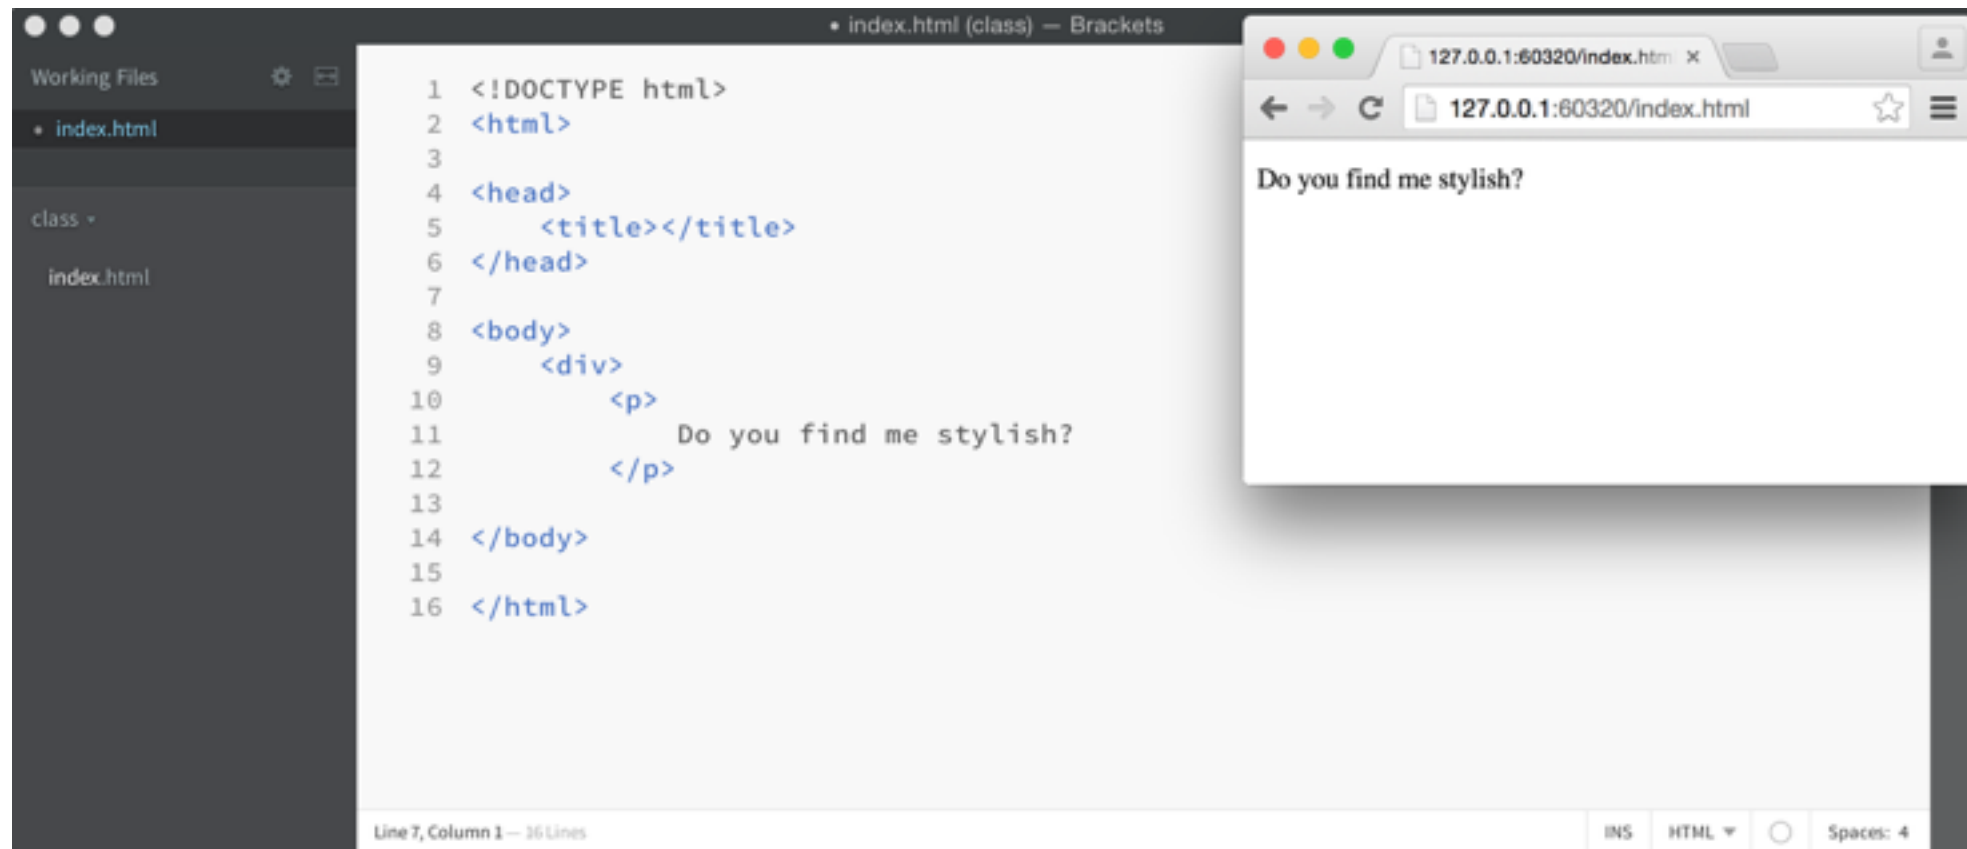 • index.html (class) — Brackets
Working Files
• index.html
class
index.html
1 <!DOCTYPE html>
2 <html>
3
4 <head>
5     <title></title>
6 </head>
7
8 <body>
9     <div>
10         <p>
11             Do you find me stylish?
12         </p>
13
14 </body>
15
16 </html>
Line 7, Column 1 — 16 Lines
INS HTML Spaces: 4
127.0.0.1:60320/index.htm
127.0.0.1:60320/index.html
Do you find me stylish?